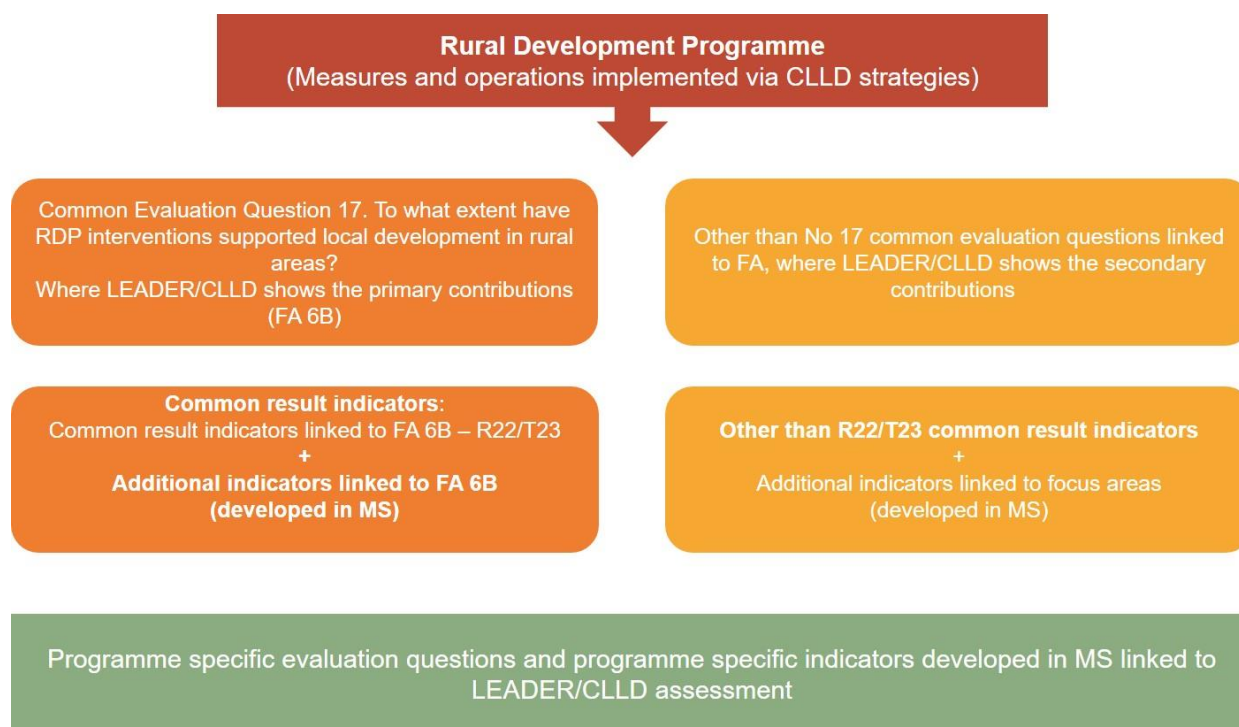 Rural Development Programme
(Measures and operations implemented via CLLD strategies)
Common Evaluation Question 17. To what extent have
RDP interventions supported local development in rural
areas?
Where LEADER/CLLD shows the primary contributions
(FA 6B)
Other than No 17 common evaluation questions linked
to FA, where LEADER/CLLD shows the secondary
contributions
Common result indicators:
Common result indicators linked to FA 6B – R22/T23
+
Additional indicators linked to FA 6B
(developed in MS)
Other than R22/T23 common result indicators
+
Additional indicators linked to focus areas
(developed in MS)
Programme specific evaluation questions and programme specific indicators developed in MS linked to
LEADER/CLLD assessment